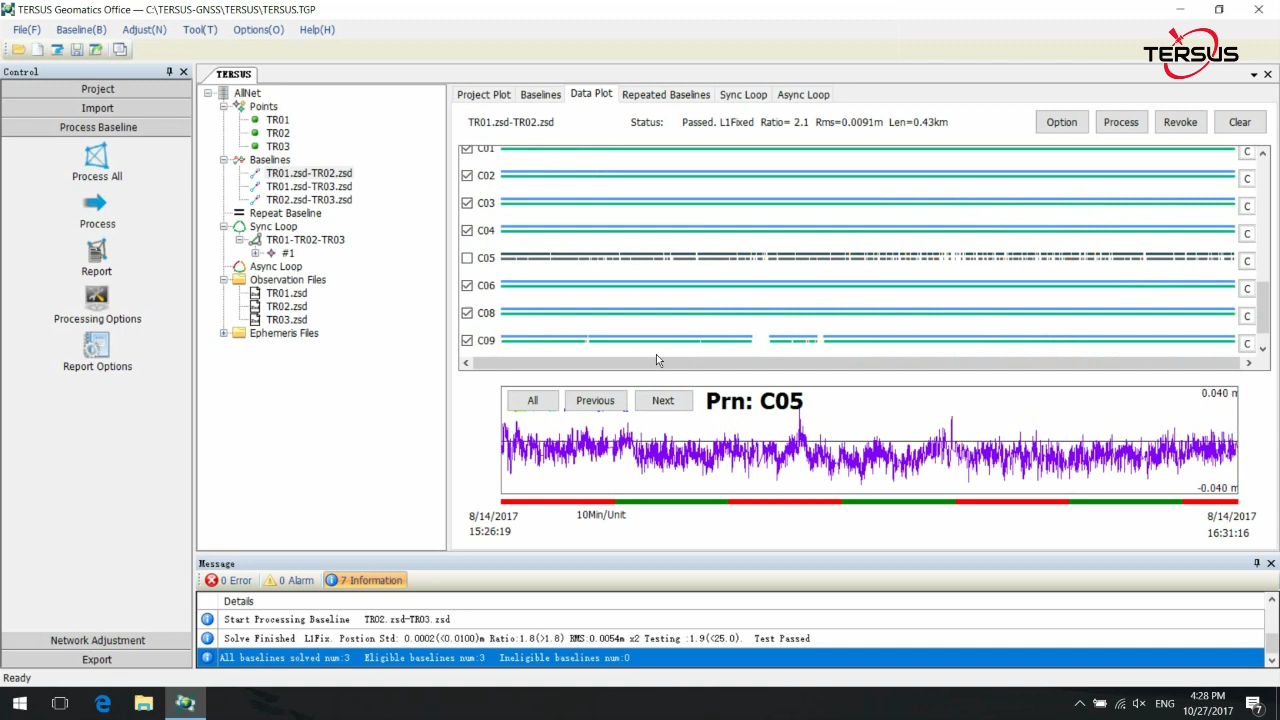 TERSUS Geomatics Office — C:\TERSUS-GNSS\TERSUS\TERSUS.TGP
File(F) Baseline(B) Adjust(N) Tool(T) Options(O) Help(H)
TERSUS
Control
Project
Import
Process Baseline
Process All
Process
Report
Processing Options
Report Options
Network Adjustment
Export
TERSUS
AllNet
Points
TR01
TR02
TR03
Baselines
TR01.zsd-TR02.zsd
TR01.zsd-TR03.zsd
TR02.zsd-TR03.zsd
Repeat Baseline
Sync Loop
TR01-TR02-TR03
#1
Async Loop
Observation Files
TR01.zsd
TR02.zsd
TR03.zsd
Ephemeris Files
Project Plot Baselines Data Plot Repeated Baselines Sync Loop Async Loop
TR01.zsd-TR02.zsd Status: Passed. L1Fixed Ratio= 2.1 Rms=0.0091m Len=0.43km Option Process Revoke Clear
C01 C
C02 C
C03 C
C04 C
C05 C
C06 C
C08 C
C09 C
All Previous Next Prn: C05 0.040 m
-0.040 m
8/14/2017 10Min/Unit 8/14/2017
15:26:19 16:31:16
Message
0 Error 0 Alarm 7 Information
Details
Start Processing Baseline TR02.zsd-TR03.zsd
Solve Finished L1Fix. Postion Std: 0.0002(<0.0100)m Ratio:1.8(>1.8) RMS:0.0054m x2 Testing :1.9(<25.0). Test Passed
All baselines solved num:3 Eligible baselines num:3 Ineligible baselines num:0
Ready
ENG
4:28 PM
10/27/2017
7